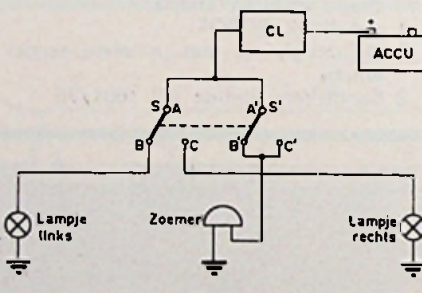 CL
+
ACCU
S A
A' S'
B C
B' C'
Lampje
links
Zoemer
Lampje
rechts